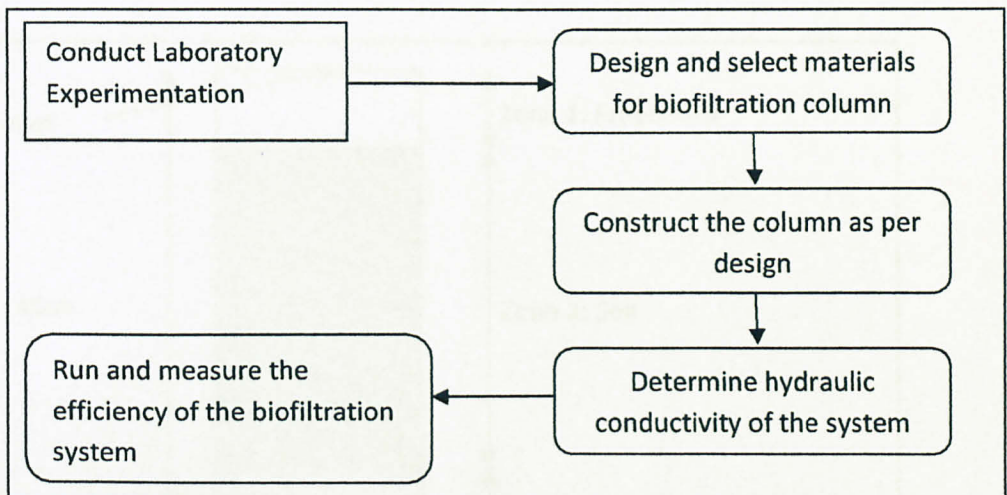 Conduct Laboratory
Experimentation
Design and select materials
for biofiltration column
Construct the column as per
design
Determine hydraulic
conductivity of the system
Run and measure the
efficiency of the biofiltration
system